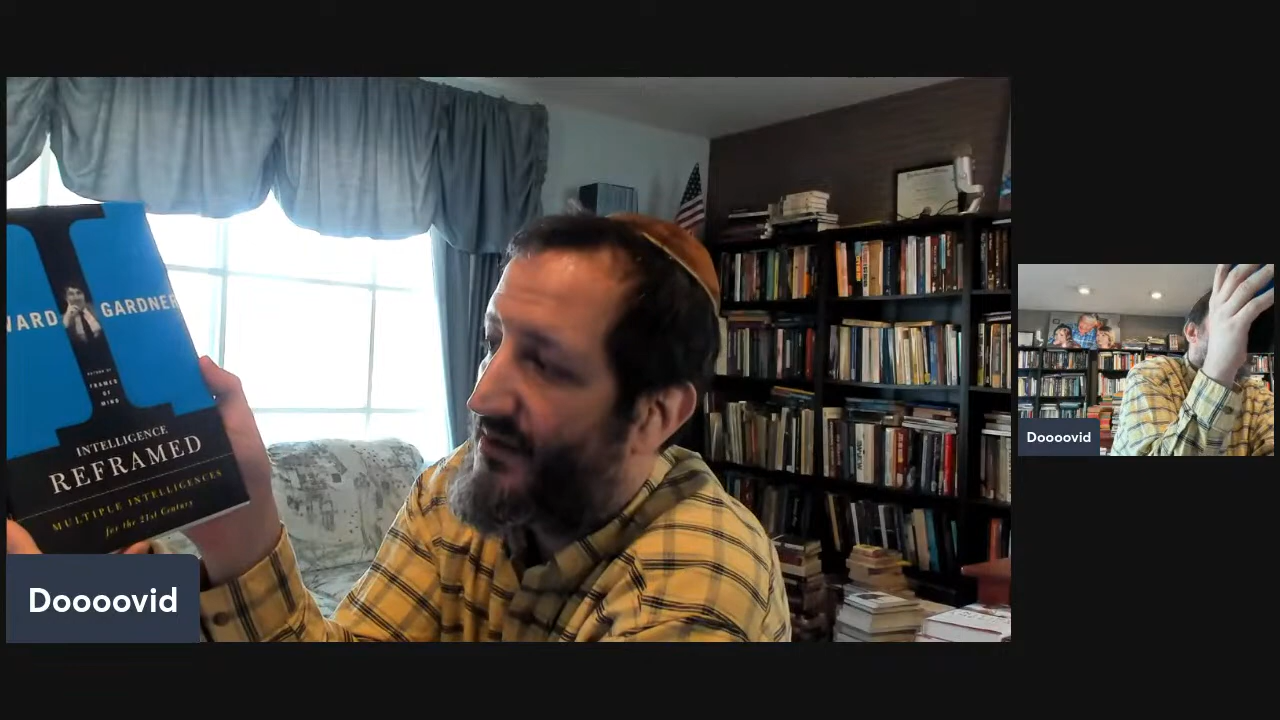 WARD GARDNER
AUTHOR OF
FRAMES
OF
MIND
INTELLIGENCE
REFRAMED
MULTIPLE INTELLIGENCES
for the 21st Century
Doooovid
Doooovid